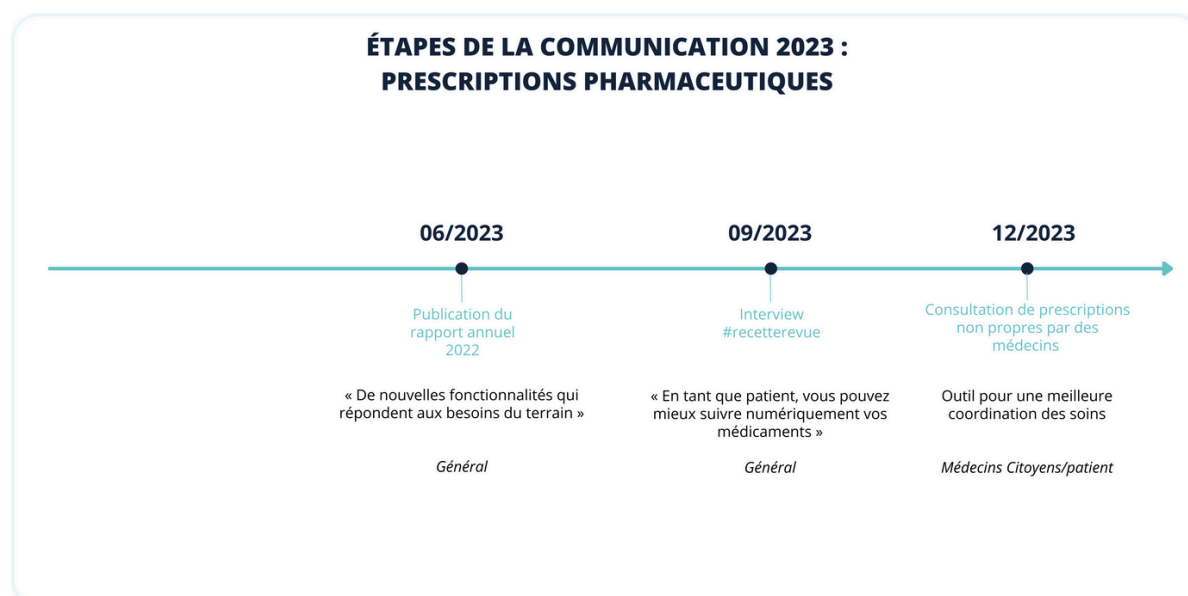 ÉTAPES DE LA COMMUNICATION 2023 :
PRESCRIPTIONS PHARMACEUTIQUES
06/2023
Publication du
rapport annuel
2022
« De nouvelles fonctionnalités qui
répondent aux besoins du terrain »
Général
09/2023
Interview
#recetterevue
« En tant que patient, vous pouvez
mieux suivre numériquement vos
médicaments »
Général
12/2023
Consultation de prescriptions
non propres par des
médecins
Outil pour une meilleure
coordination des soins
Médecins Citoyens/patient